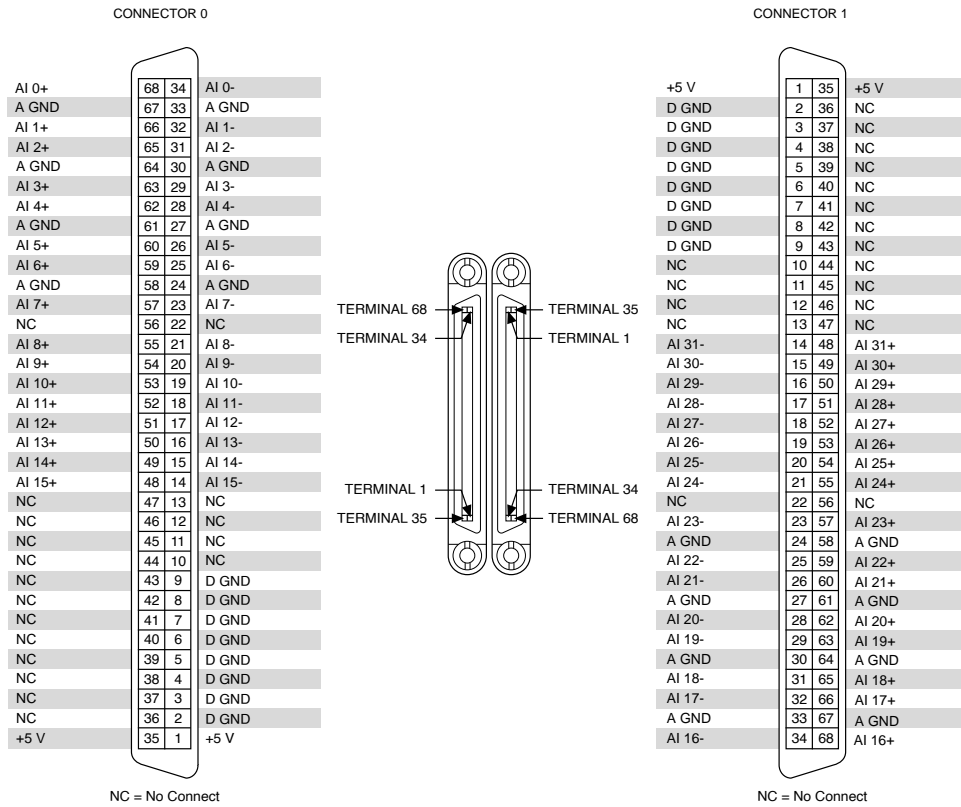 CONNECTOR 0
AI 0+ 68 34 AI 0-
A GND 67 33 A GND
AI 1+ 66 32 AI 1-
AI 2+ 65 31 AI 2-
A GND 64 30 A GND
AI 3+ 63 29 AI 3-
AI 4+ 62 28 AI 4-
A GND 61 27 A GND
AI 5+ 60 26 AI 5-
AI 6+ 59 25 AI 6-
A GND 58 24 A GND
AI 7+ 57 23 AI 7-
NC 56 22 NC
AI 8+ 55 21 AI 8-
AI 9+ 54 20 AI 9-
AI 10+ 53 19 AI 10-
AI 11+ 52 18 AI 11-
AI 12+ 51 17 AI 12-
AI 13+ 50 16 AI 13-
AI 14+ 49 15 AI 14-
AI 15+ 48 14 AI 15-
NC 47 13 NC
NC 46 12 NC
NC 45 11 NC
NC 44 10 NC
NC 43 9 D GND
NC 42 8 D GND
NC 41 7 D GND
NC 40 6 D GND
NC 39 5 D GND
NC 38 4 D GND
NC 37 3 D GND
NC 36 2 D GND
+5 V 35 1 +5 V
NC = No Connect
TERMINAL 68
TERMINAL 34
TERMINAL 1
TERMINAL 35
TERMINAL 35
TERMINAL 1
TERMINAL 34
TERMINAL 68
CONNECTOR 1
+5 V 1 35 +5 V
D GND 2 36 NC
D GND 3 37 NC
D GND 4 38 NC
D GND 5 39 NC
D GND 6 40 NC
D GND 7 41 NC
D GND 8 42 NC
D GND 9 43 NC
NC 10 44 NC
NC 11 45 NC
NC 12 46 NC
NC 13 47 NC
AI 31- 14 48 AI 31+
AI 30- 15 49 AI 30+
AI 29- 16 50 AI 29+
AI 28- 17 51 AI 28+
AI 27- 18 52 AI 27+
AI 26- 19 53 AI 26+
AI 25- 20 54 AI 25+
AI 24- 21 55 AI 24+
NC 22 56 NC
AI 23- 23 57 AI 23+
A GND 24 58 A GND
AI 22- 25 59 AI 22+
AI 21- 26 60 AI 21+
A GND 27 61 A GND
AI 20- 28 62 AI 20+
AI 19- 29 63 AI 19+
A GND 30 64 A GND
AI 18- 31 65 AI 18+
AI 17- 32 66 AI 17+
A GND 33 67 A GND
AI 16- 34 68 AI 16+
NC = No Connect